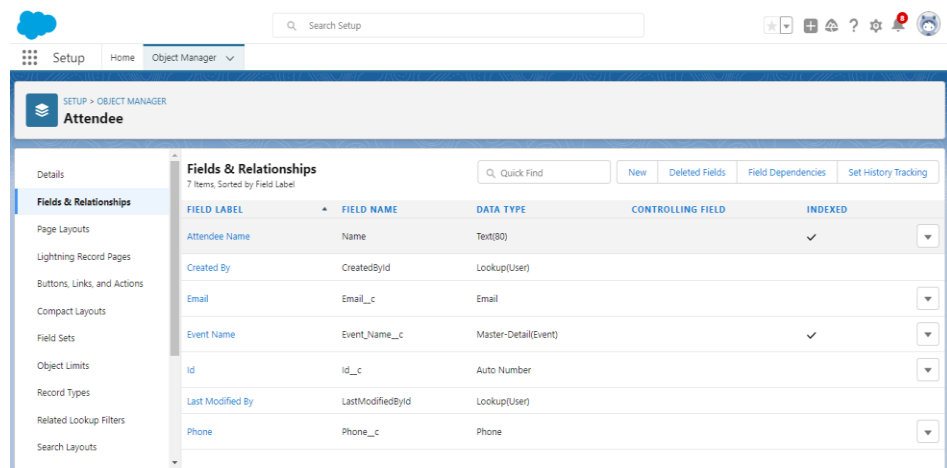 Search Setup
8
Setup Home Object Manager
SETUP > OBJECT MANAGER
Attendee
Details
Fields & Relationships
Page Layouts
Lightning Record Pages
Buttons, Links, and Actions
Compact Layouts
Field Sets
Object Limits
Record Types
Related Lookup Filters
Search Layouts
Fields & Relationships
7 Items, Sorted by Field Label
Quick Find New Deleted Fields Field Dependencies Set History Tracking
FIELD LABEL FIELD NAME DATA TYPE CONTROLLING FIELD INDEXED
Attendee Name Name Text(80)
Created By CreatedById Lookup(User)
Email Email__c Email
Event Name Event_Name__c Master-Detail(Event)
Id Id__c Auto Number
Last Modified By LastModifiedById Lookup(User)
Phone Phone__c Phone